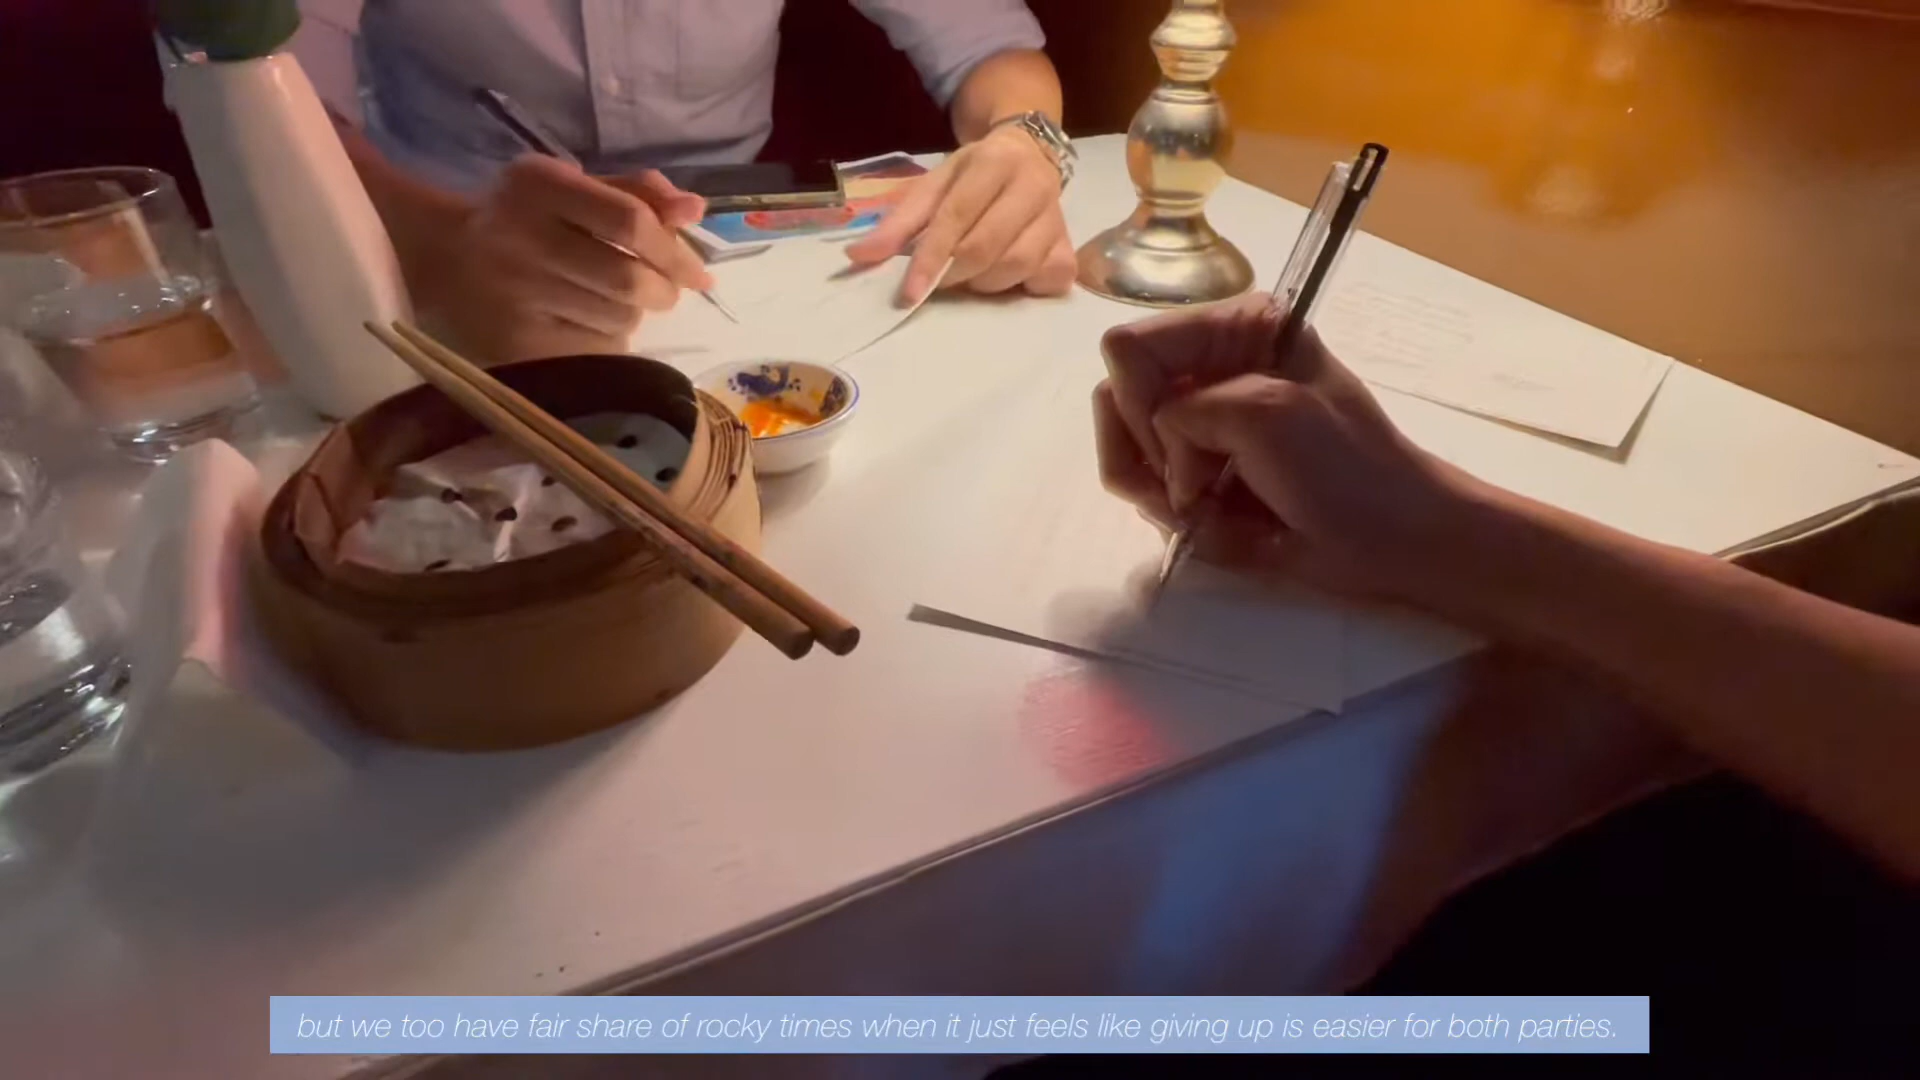 but we too have fair share of rocky times when it just feels like giving up is easier for both parties.